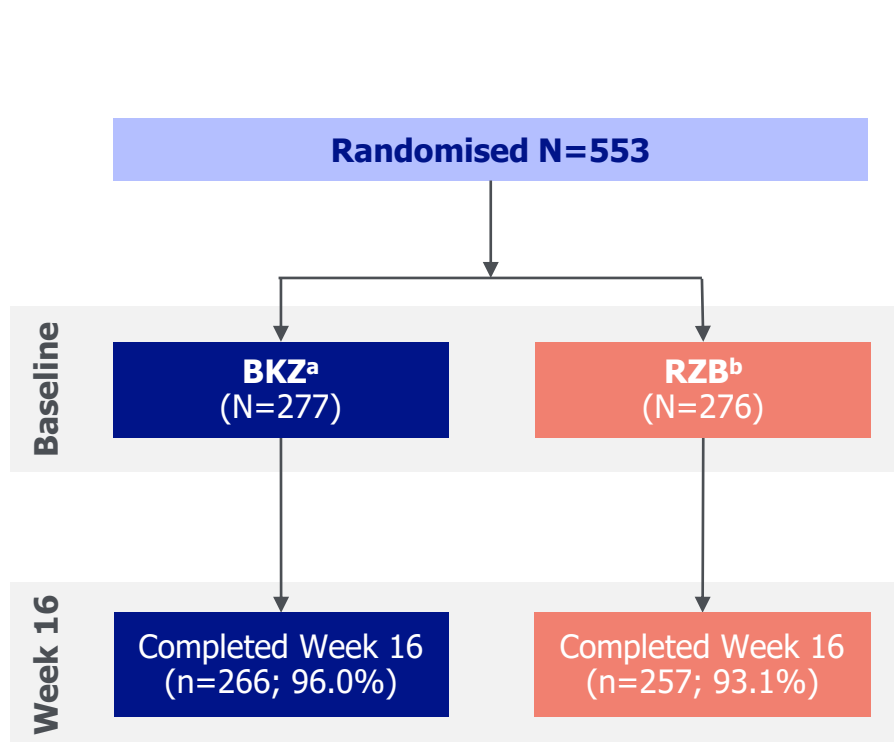 Randomised N=553
Baseline
BKZᵃ
(N=277)
RZBᵇ
(N=276)
Week 16
Completed Week 16
(n=266; 96.0%)
Completed Week 16
(n=257; 93.1%)